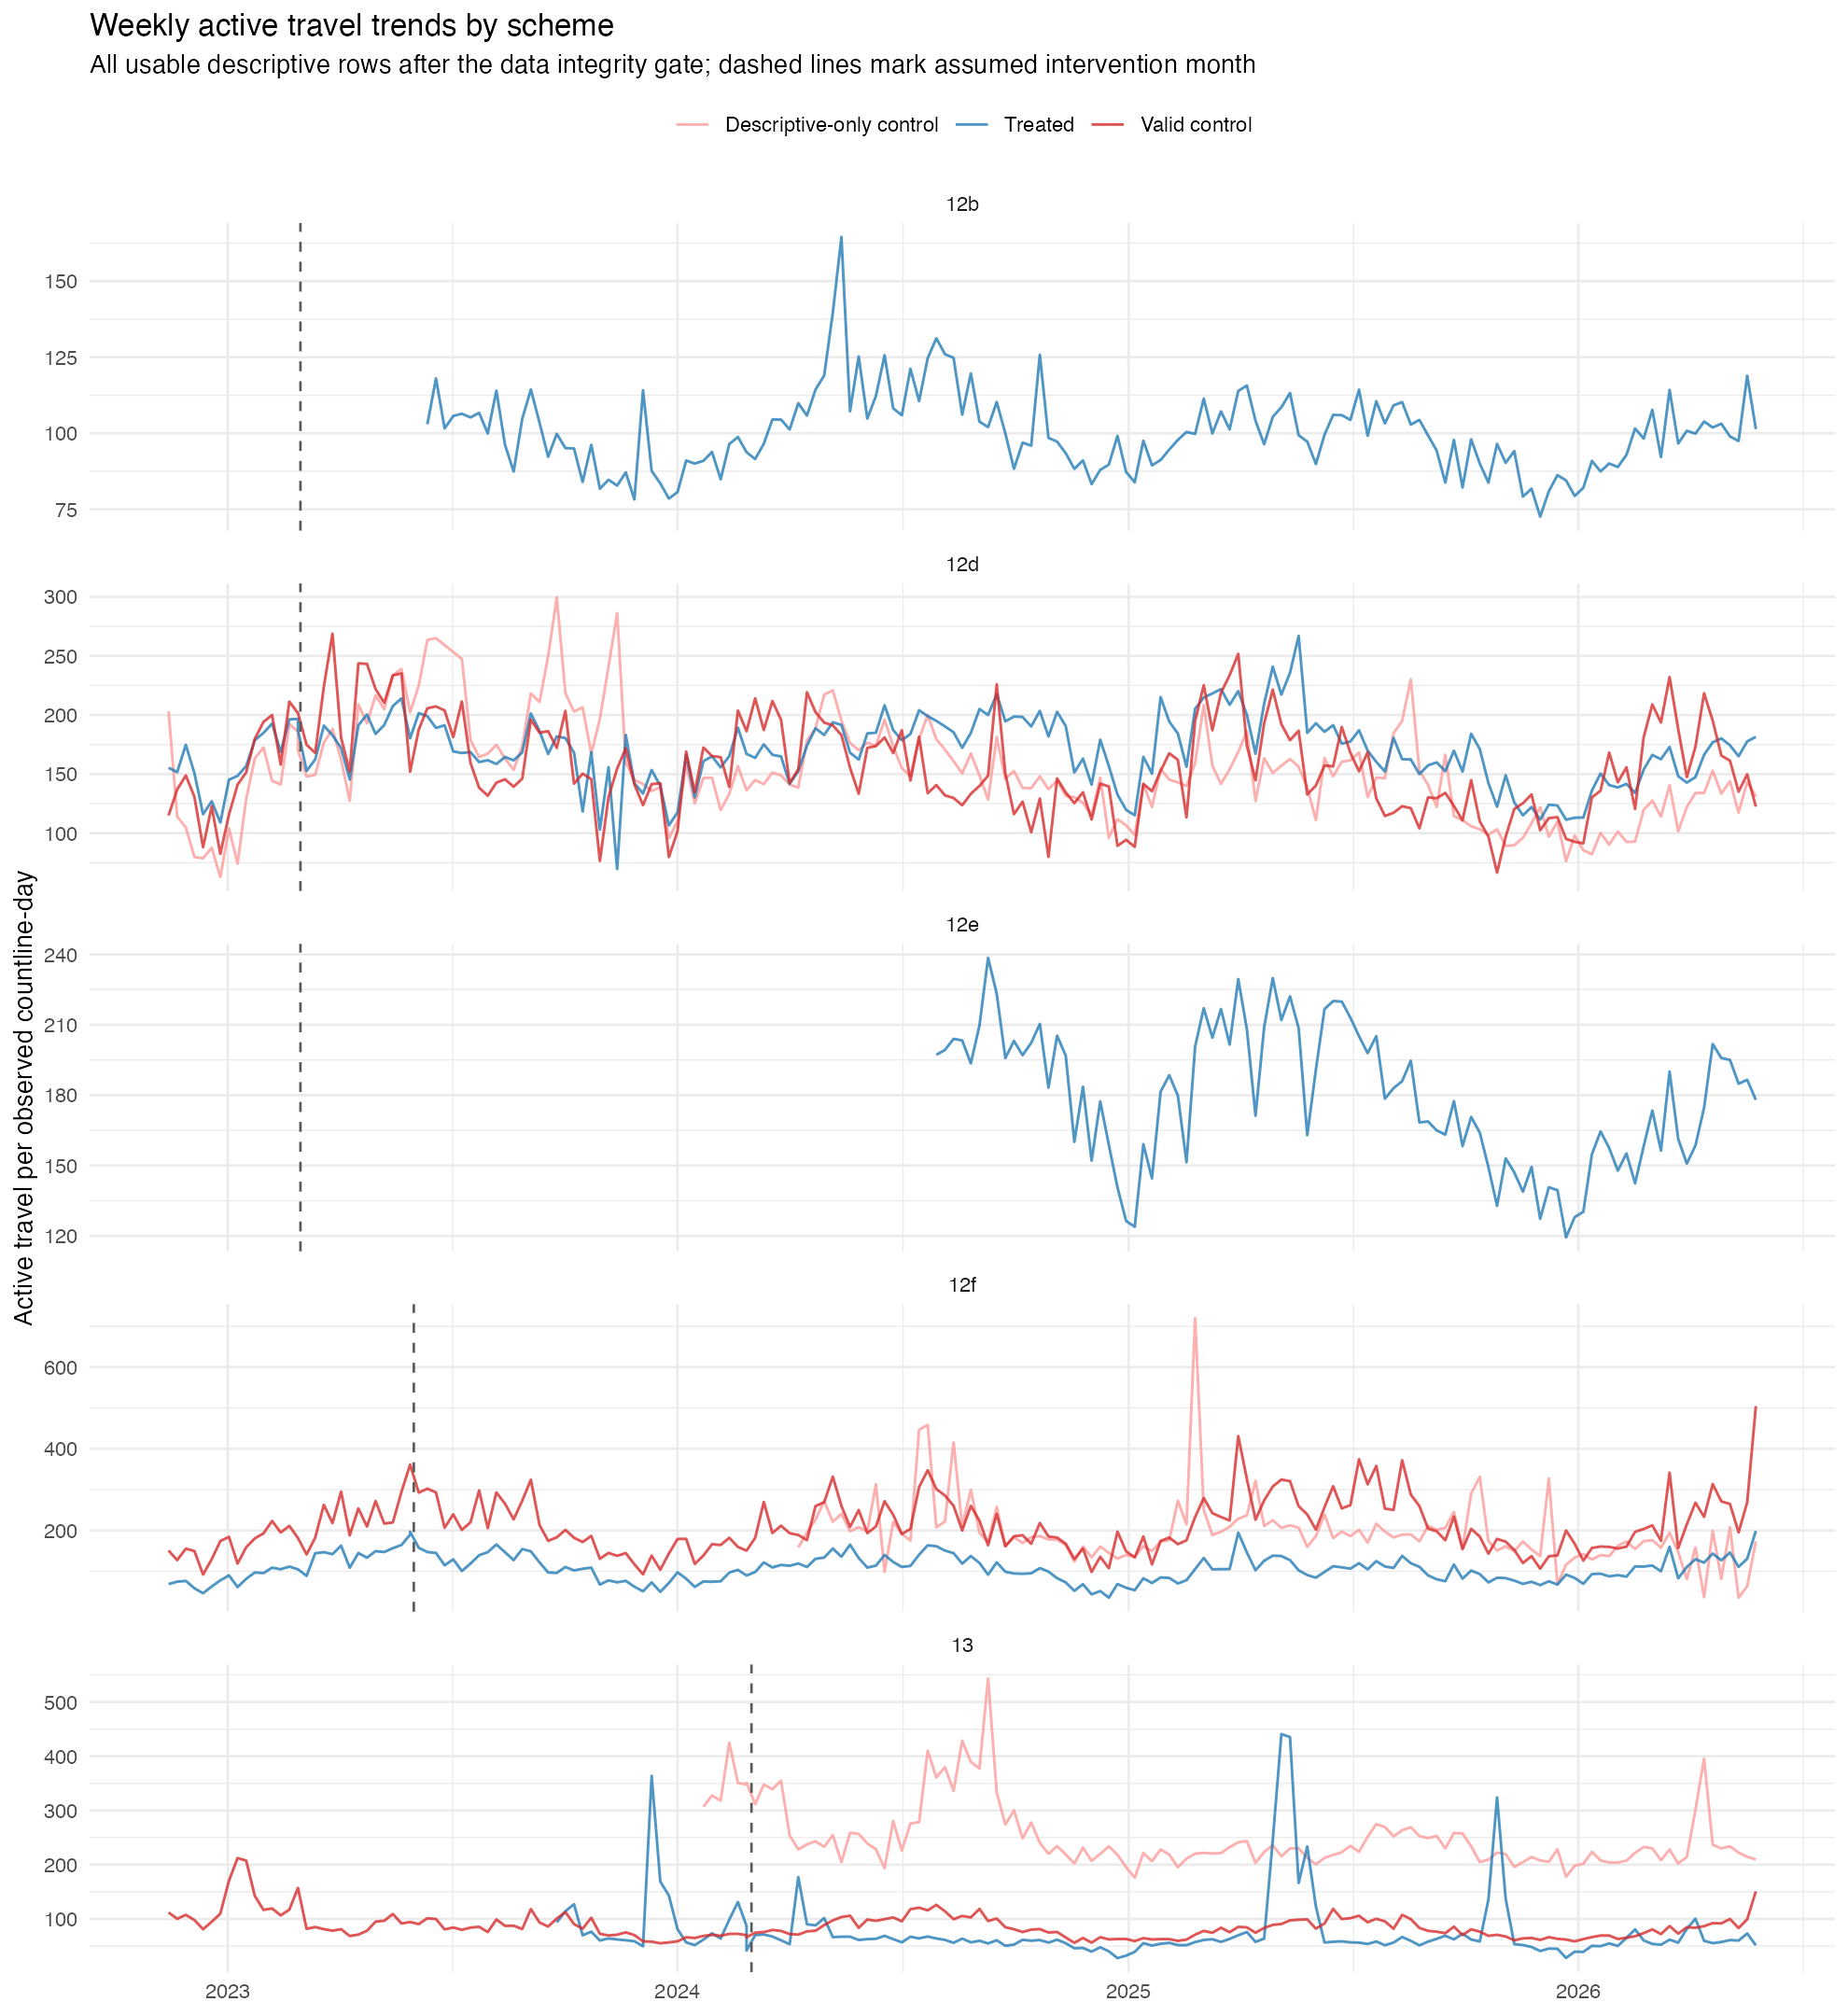 Weekly active travel trends by scheme
All usable descriptive rows after the data integrity gate; dashed lines mark assumed intervention month
Descriptive-only control
Treated
Valid control
Active travel per observed countline-day
12b
150
125
100
75
12d
300
250
200
150
100
12e
240
210
180
150
120
12f
600
400
200
13
500
400
300
200
100
2023
2024
2025
2026